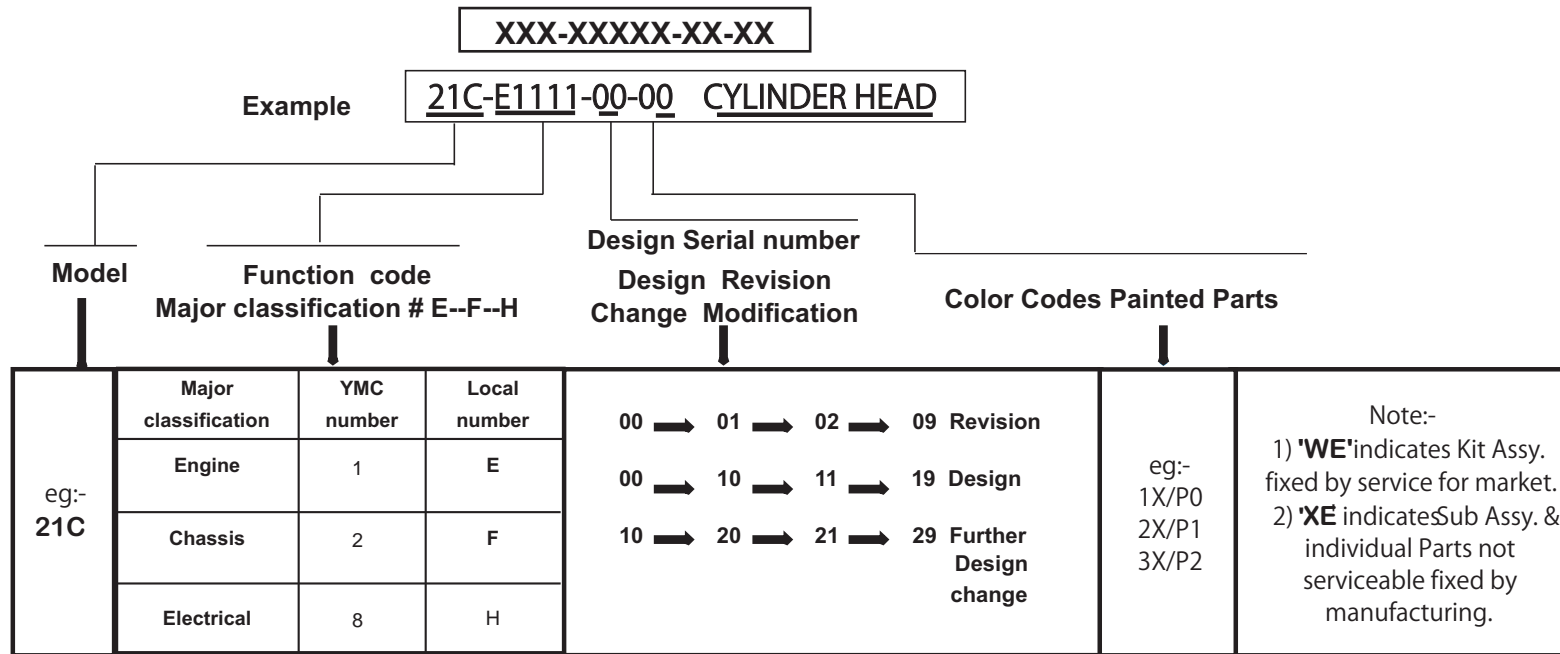 XXX-XXXXX-XX-XX
Example
21C-E1111-00-00 CYLINDER HEAD
Model
Function code
Major classification # E--F--H
Design Serial number
Design Revision
Change Modification
Color Codes Painted Parts
eg:-
21C
Major classification YMC number Local number
Engine 1 E
Chassis 2 F
Electrical 8 H
00 01 02 09 Revision
00 10 11 19 Design
10 20 21 29 Further
Design
change
eg:-
1X/P0
2X/P1
3X/P2
Note:-
1) 'WE'indicates Kit Assy.
fixed by service for market.
2) 'XE' indicatesSub Assy. &
individual Parts not
serviceable fixed by
manufacturing.